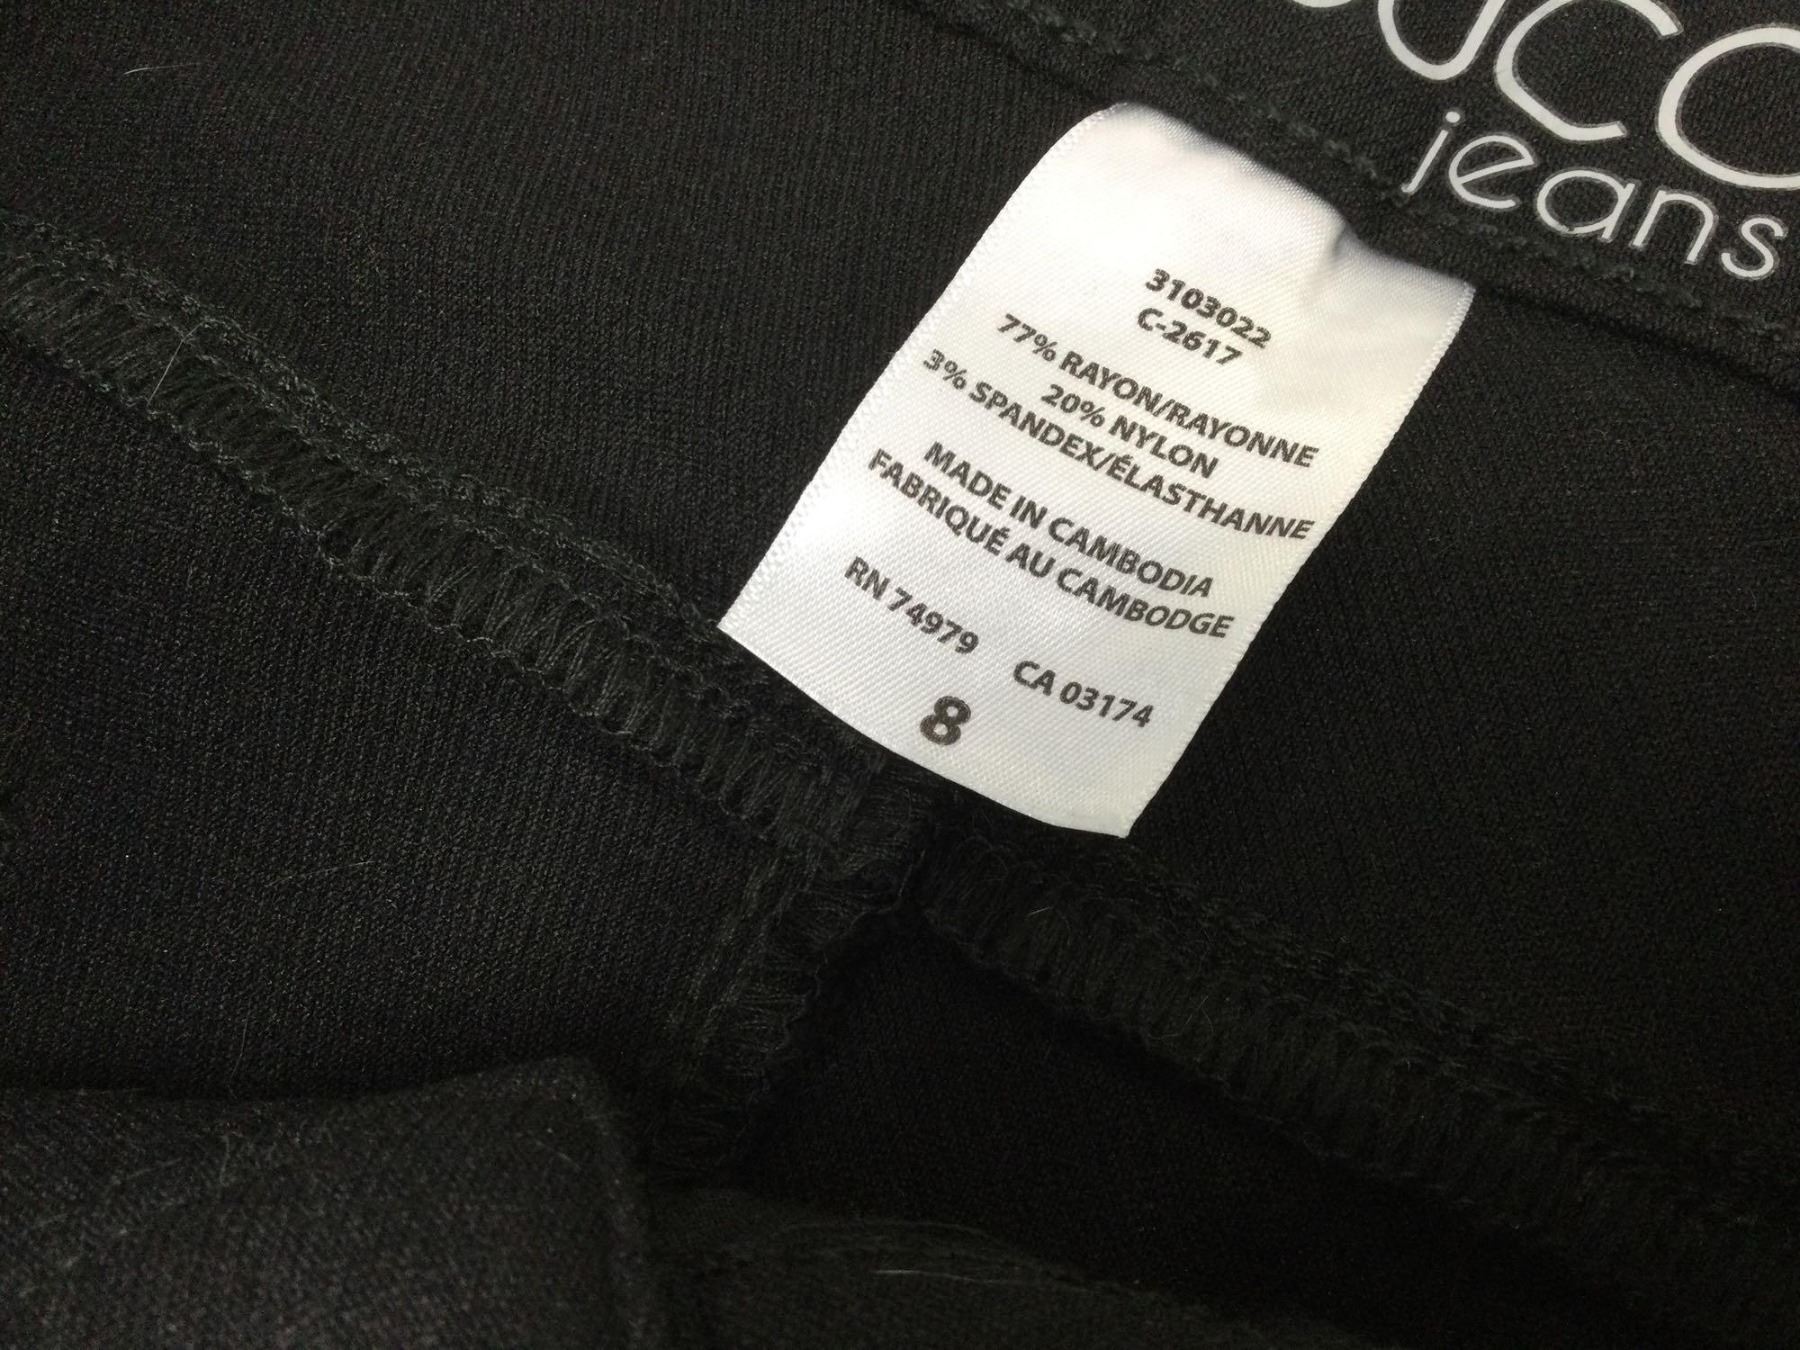 jeans
3103022
C-2617
77% RAYON/RAYONNE
20% NYLON
3% SPANDEX/ÉLASTHANNE
MADE IN CAMBODIA
FABRIQUÉ AU CAMBODGE
RN 74979 CA 03174
8